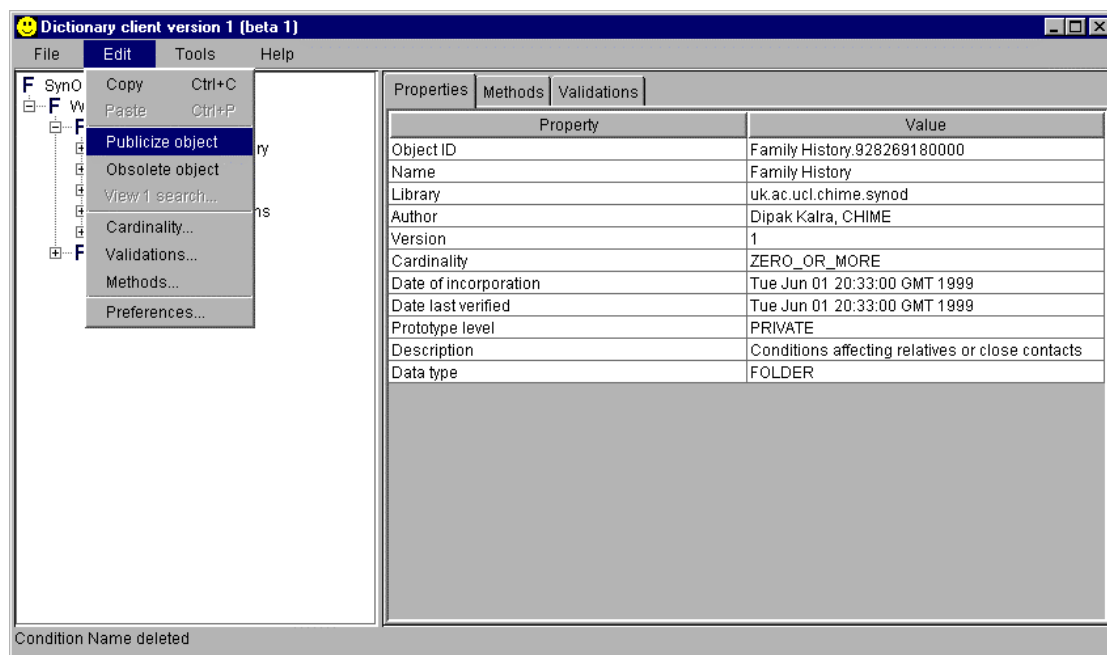 Dictionary client version 1 (beta 1)
File Edit Tools Help
F SynO
F
F
F
Copy Ctrl+C
Paste Ctrl+P
Publicize object
Obsolete object
View 1 search...
Cardinality...
Validations...
Methods...
Preferences...
ry
ns
Properties Methods Validations
Property Value
Object ID Family History.928269180000
Name Family History
Library uk.ac.ucl.chime.synod
Author Dipak Kalra, CHIME
Version 1
Cardinality ZERO_OR_MORE
Date of incorporation Tue Jun 01 20:33:00 GMT 1999
Date last verified Tue Jun 01 20:33:00 GMT 1999
Prototype level PRIVATE
Description Conditions affecting relatives or close contacts
Data type FOLDER
Condition Name deleted